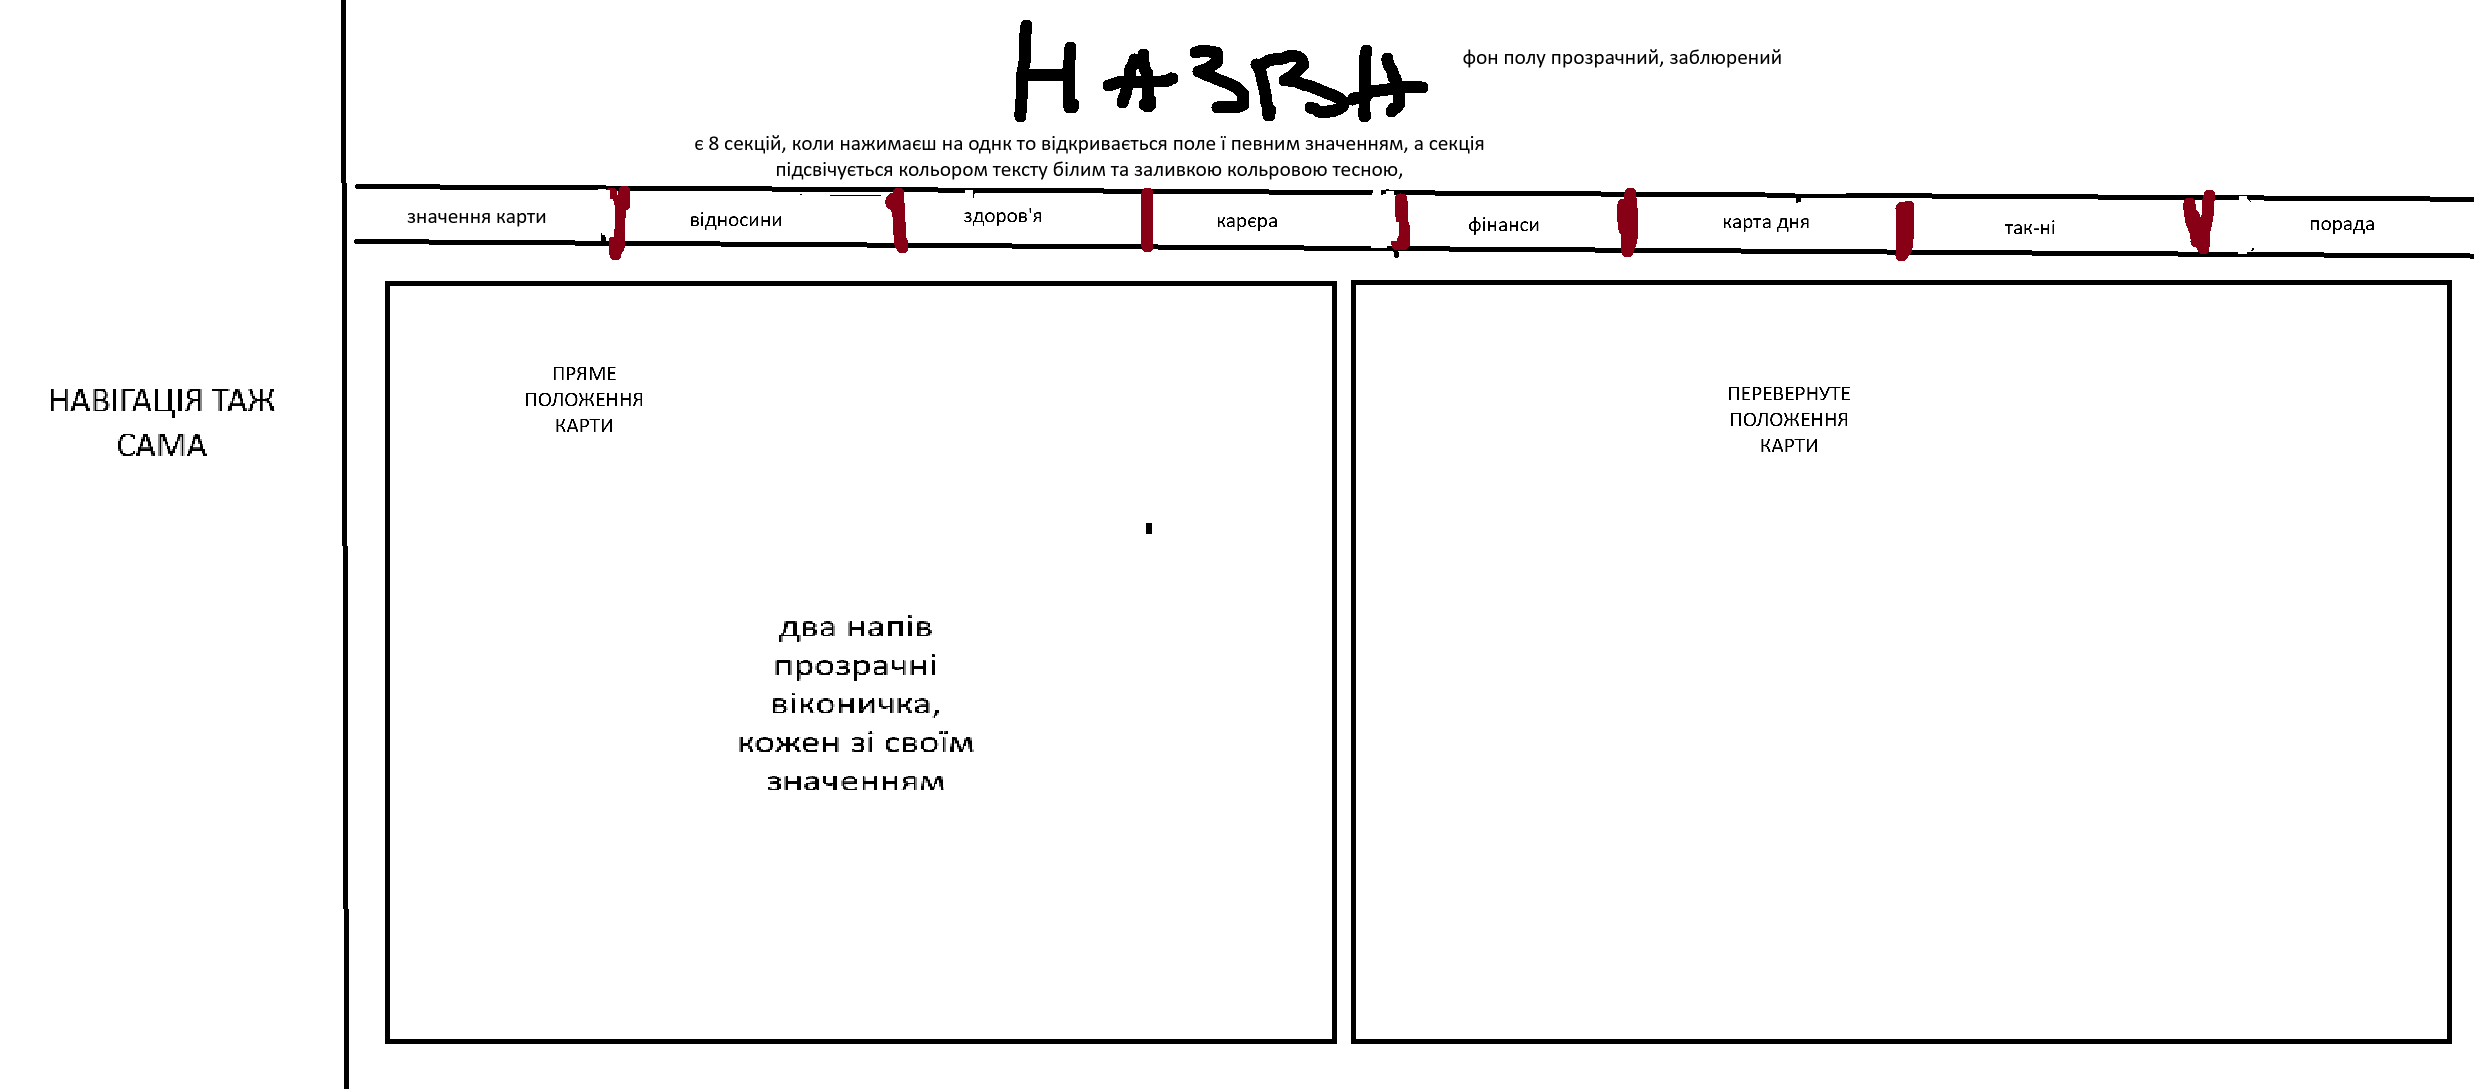 НАЗВА
фон полу прозрачний, заблюрений
є 8 секцій, коли нажимаєш на однк то відкривається поле ї певним значенням, а секція
підсвічується кольором тексту білим та заливкою кольровою тесною,
значення карти
відносини
здоров'я
карєра
фінанси
карта дня
так-ні
порада
НАВІГАЦІЯ ТАЖ
САМА
ПРЯМЕ
ПОЛОЖЕННЯ
КАРТИ
два напів
прозрачні
віконичка,
кожен зі своїм
значенням
ПЕРЕВЕРНУТЕ
ПОЛОЖЕННЯ
КАРТИ